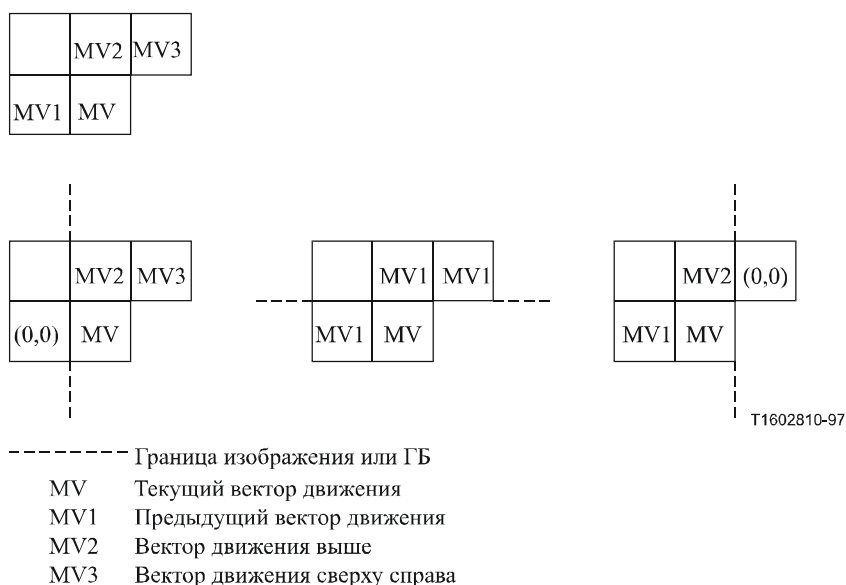 MV2 MV3
MV1 MV
MV2 MV3 MV1 MV1 MV2 (0,0)
(0,0) MV MV1 MV MV1 MV
T1602810-97
Граница изображения или ГБ
MV Текущий вектор движения
MV1 Предыдущий вектор движения
MV2 Вектор движения выше
MV3 Вектор движения сверху справа